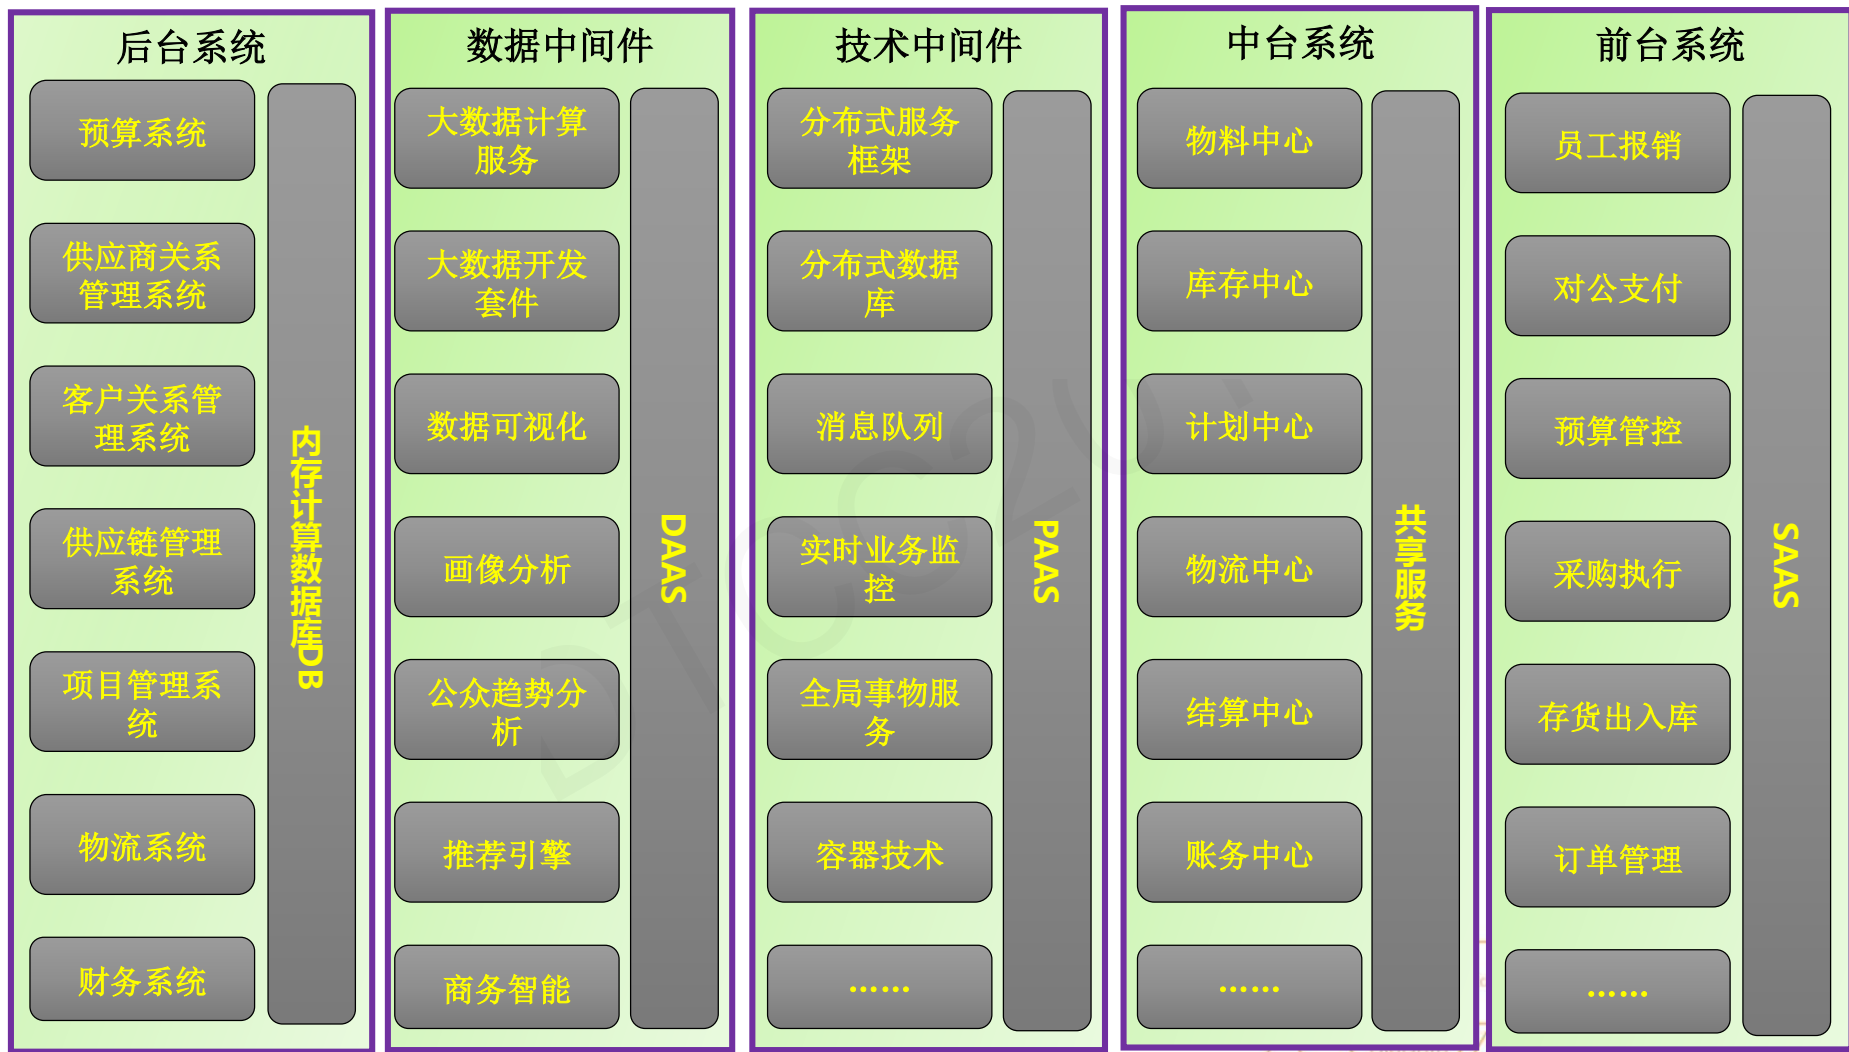 后台系统
预算系统
供应商关系
管理系统
客户关系管
理系统
供应链管理
系统
项目管理系
统
物流系统
财务系统
内存计算数据库DB
数据中间件
大数据计算
服务
大数据开发
套件
数据可视化
画像分析
公众趋势分
析
推荐引擎
商务智能
DAAS
技术中间件
分布式服务
框架
分布式数据
库
消息队列
实时业务监
控
全局事物服
务
容器技术
······
PAAS
中台系统
物料中心
库存中心
计划中心
物流中心
结算中心
账务中心
······
共享服务
前台系统
员工报销
对公支付
预算管控
采购执行
存货出入库
订单管理
······
SAAS